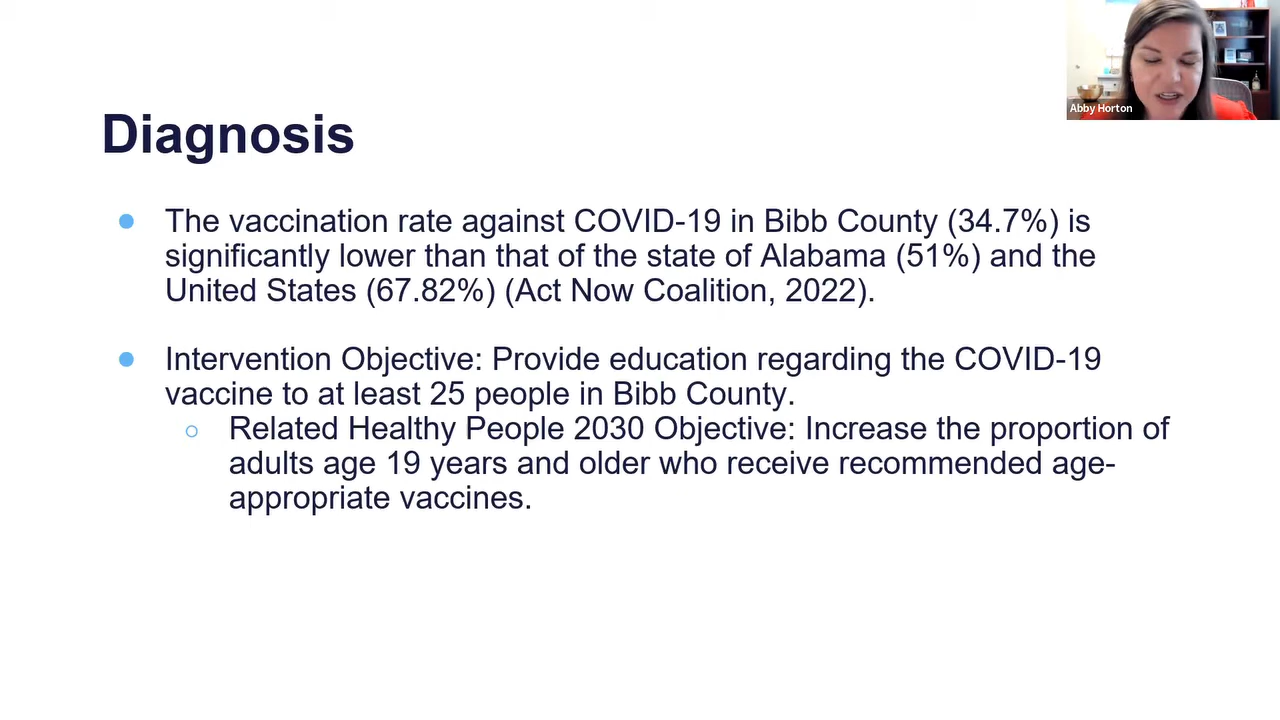 Abby Horton
Diagnosis
● The vaccination rate against COVID-19 in Bibb County (34.7%) is
significantly lower than that of the state of Alabama (51%) and the
United States (67.82%) (Act Now Coalition, 2022).
● Intervention Objective: Provide education regarding the COVID-19
vaccine to at least 25 people in Bibb County.
○ Related Healthy People 2030 Objective: Increase the proportion of
adults age 19 years and older who receive recommended age-
appropriate vaccines.